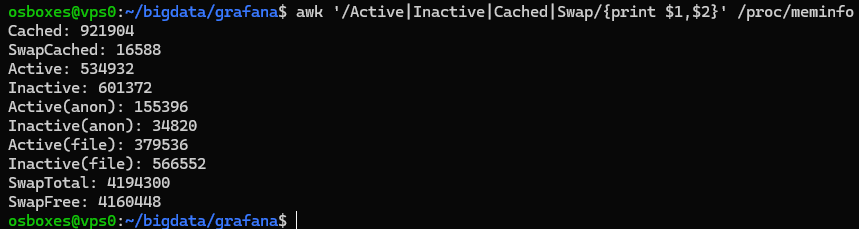 osboxes@vps0:~/bigdata/grafana$ awk '/Active|Inactive|Cached|Swap/{print $1,$2}' /proc/meminfo
Cached: 921904
SwapCached: 16588
Active: 534932
Inactive: 601372
Active(anon): 155396
Inactive(anon): 34820
Active(file): 379536
Inactive(file): 566552
SwapTotal: 4194300
SwapFree: 4160448
osboxes@vps0:~/bigdata/grafana$